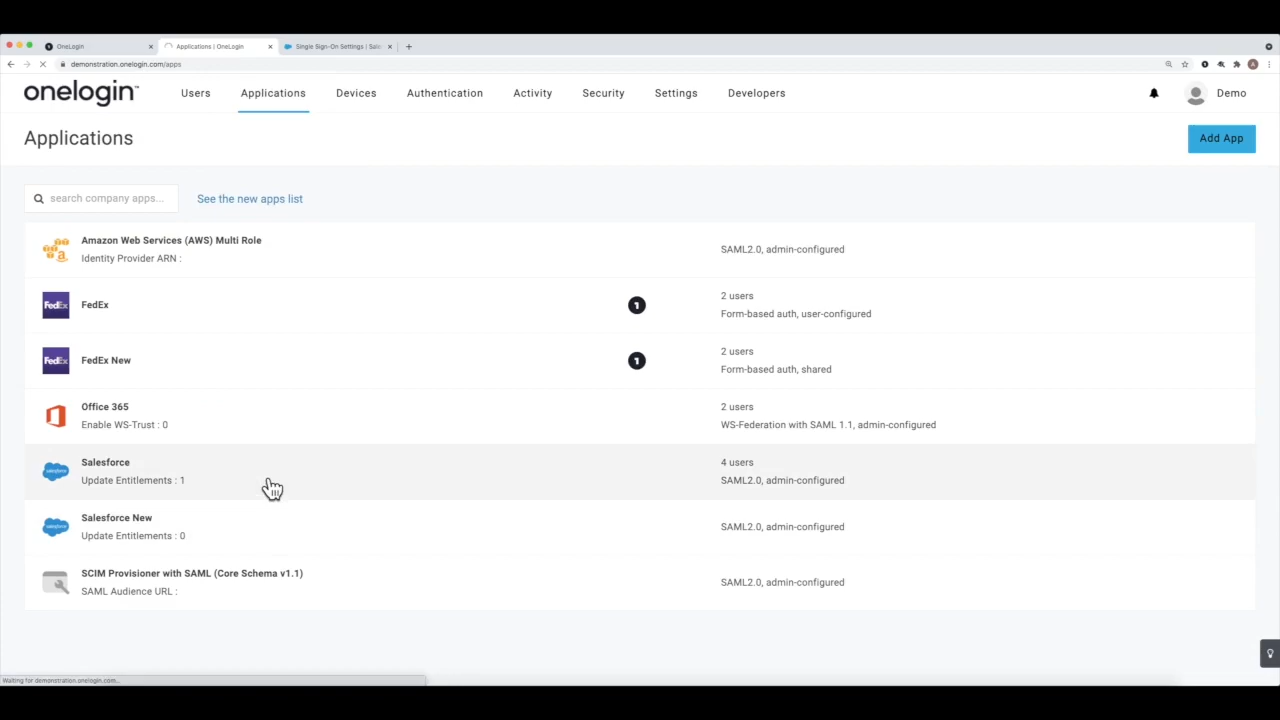 OneLogin
Applications | OneLogin
Single Sign-On Settings | Sale
demonstration.onelogin.com/apps
onelogin™
Users
Applications
Devices
Authentication
Activity
Security
Settings
Developers
Demo
Applications
Add App
search company apps...
See the new apps list
Amazon Web Services (AWS) Multi Role
Identity Provider ARN :
SAML2.0, admin-configured
FedEx
FedEx
1
2 users
Form-based auth, user-configured
FedEx
FedEx New
1
2 users
Form-based auth, shared
Office 365
Enable WS-Trust : 0
2 users
WS-Federation with SAML 1.1, admin-configured
salesforce
Salesforce
Update Entitlements : 1
4 users
SAML2.0, admin-configured
salesforce
Salesforce New
Update Entitlements : 0
SAML2.0, admin-configured
SCIM Provisioner with SAML (Core Schema v1.1)
SAML Audience URL :
SAML2.0, admin-configured
Waiting for demonstration.onelogin.com...